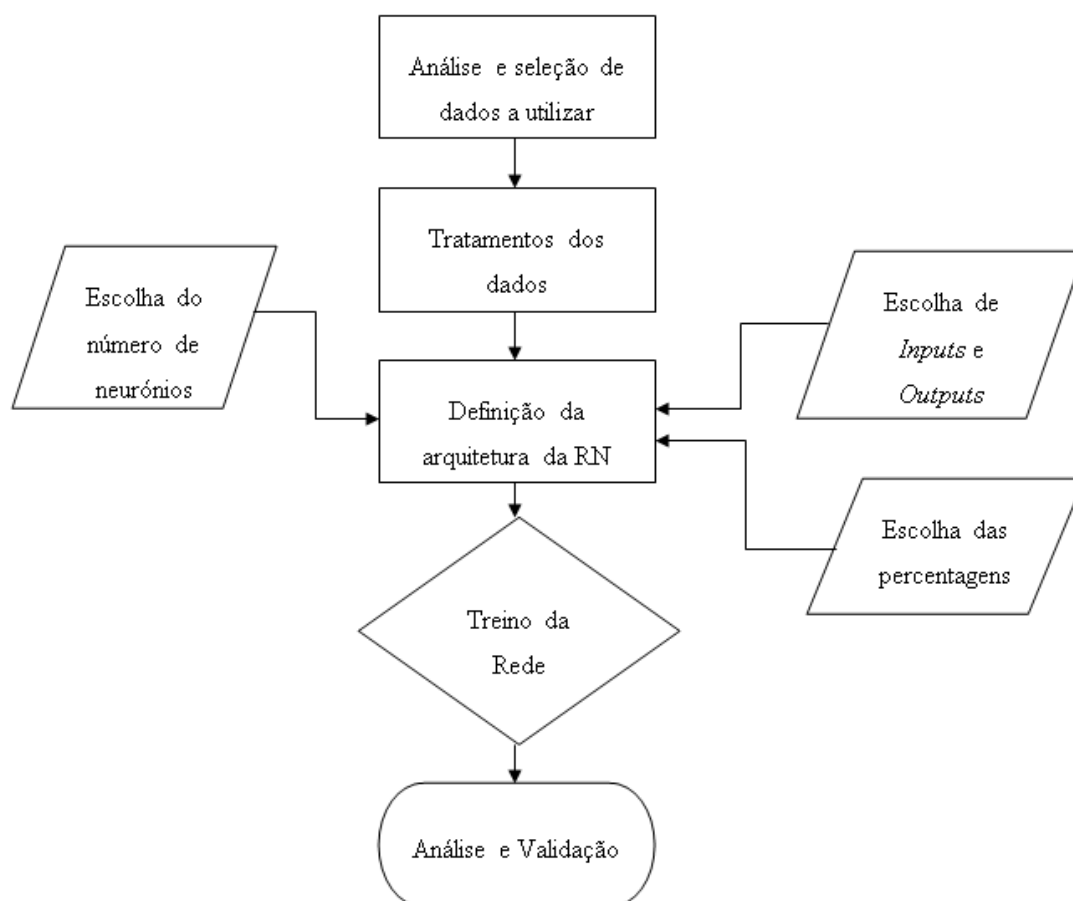 Análise e seleção de
dados a utilizar
Tratamentos dos
dados
Escolha do
número de
neurónios
Escolha de
Inputs e
Outputs
Definição da
arquitetura da RN
Escolha das
percentagens
Treino da
Rede
Análise e Validação